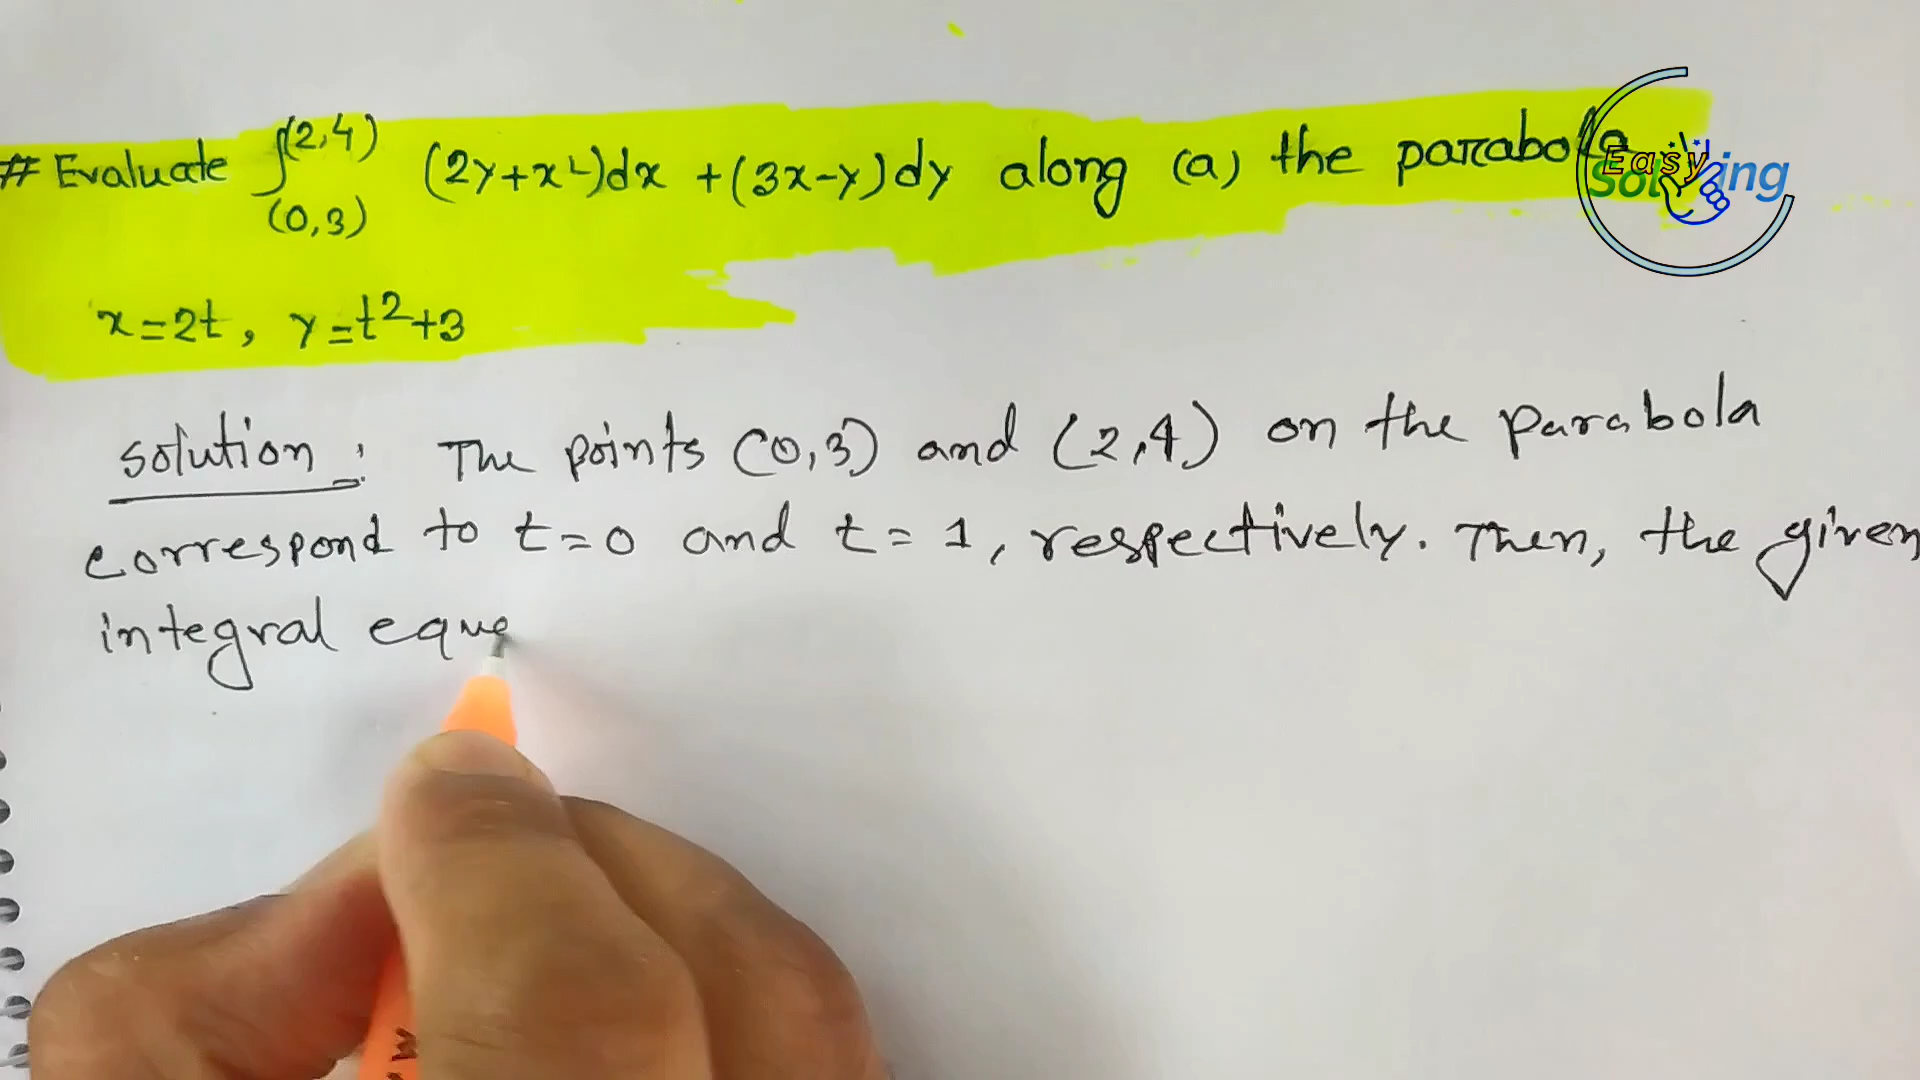 # Evaluate ∫(0,3)^(2,4) (2y+x²)dx + (3x-y)dy along (a) the parabola
Easy
Solving
x=2t, y=t²+3
Solution: The points (0,3) and (2,4) on the parabola
correspond to t=0 and t=1, respectively. Then, the given
integral equa